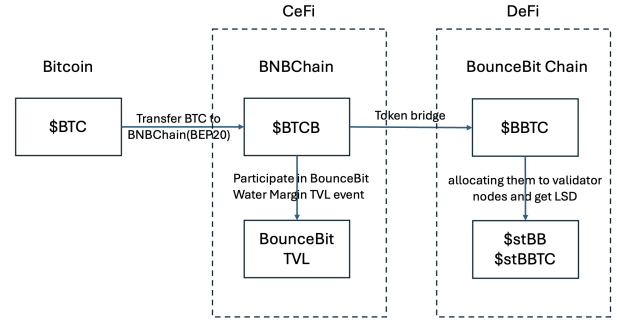 CeFi
DeFi
Bitcoin
BNBChain
BounceBit Chain
$BTC
Transfer BTC to
BNBChain(BEP20)
$BTCB
Token bridge
$BBTC
Participate in BounceBit
Water Margin TVL event
allocating them to validator
nodes and get LSD
BounceBit
TVL
$stBB
$stBBTC